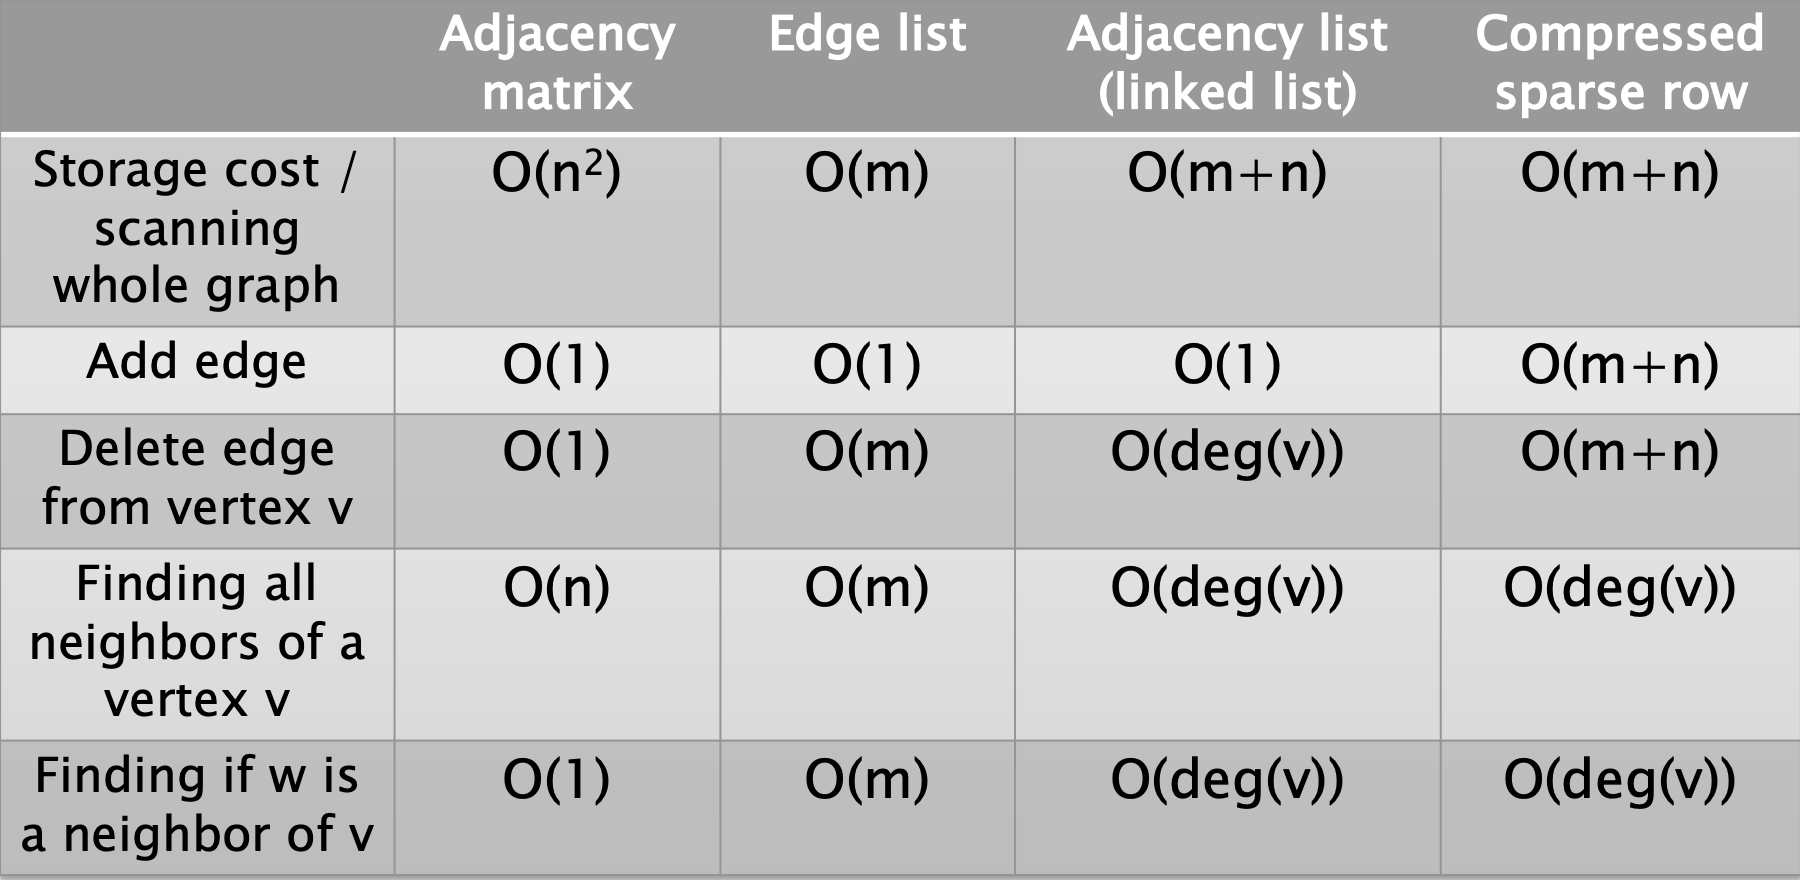 Adjacency matrix
Edge list
Adjacency list (linked list)
Compressed sparse row
Storage cost / scanning whole graph
O(n²)
O(m)
O(m+n)
O(m+n)
Add edge
O(1)
O(1)
O(1)
O(m+n)
Delete edge from vertex v
O(1)
O(m)
O(deg(v))
O(m+n)
Finding all neighbors of a vertex v
O(n)
O(m)
O(deg(v))
O(deg(v))
Finding if w is a neighbor of v
O(1)
O(m)
O(deg(v))
O(deg(v))